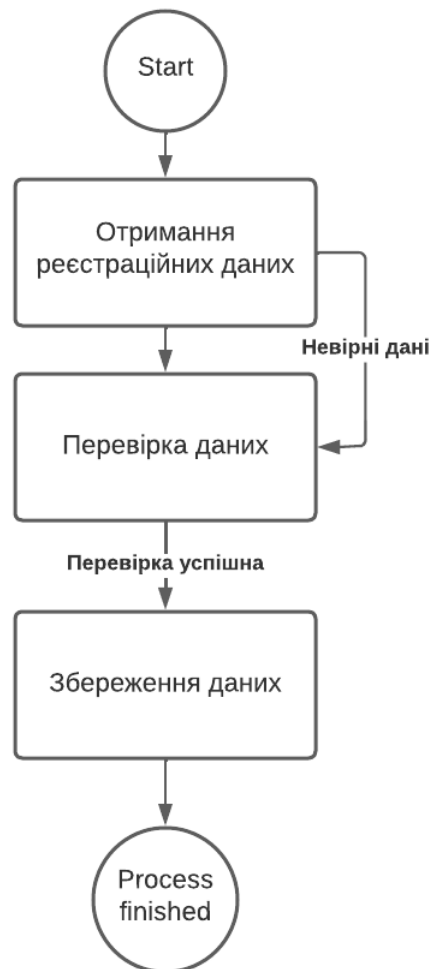 Start
Отримання
реєстраційних даних
Невірні дані
Перевірка даних
Перевірка успішна
Збереження даних
Process
finished